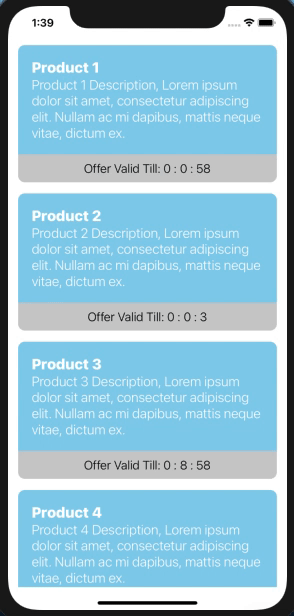 1:39
Product 1
Product 1 Description, Lorem ipsum
dolor sit amet, consectetur adipiscing
elit. Nullam ac mi dapibus, mattis neque
vitae, dictum ex.
Offer Valid Till: 0 : 0 : 58
Product 2
Product 2 Description, Lorem ipsum
dolor sit amet, consectetur adipiscing
elit. Nullam ac mi dapibus, mattis neque
vitae, dictum ex.
Offer Valid Till: 0 : 0 : 3
Product 3
Product 3 Description, Lorem ipsum
dolor sit amet, consectetur adipiscing
elit. Nullam ac mi dapibus, mattis neque
vitae, dictum ex.
Offer Valid Till: 0 : 8 : 58
Product 4
Product 4 Description, Lorem ipsum
dolor sit amet, consectetur adipiscing
elit. Nullam ac mi dapibus, mattis neque